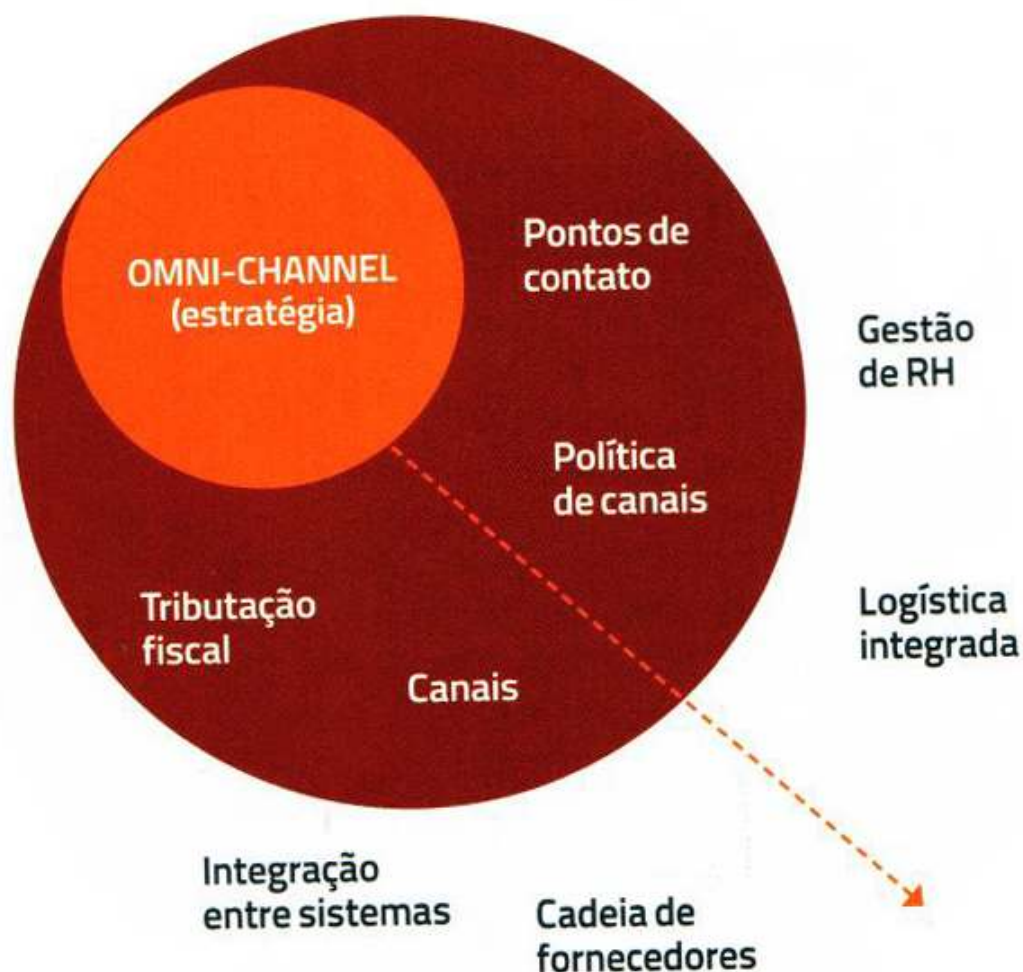 OMNI-CHANNEL
(estratégia)
Pontos de
contato
Gestão
de RH
Política
de canais
Tributação
fiscal
Logística
integrada
Canais
Integração
entre sistemas
Cadeia de
fornecedores